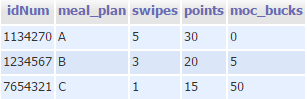 idNum meal_plan swipes points moc_bucks
1134270 A 5 30 0
1234567 B 3 20 5
7654321 C 1 15 50